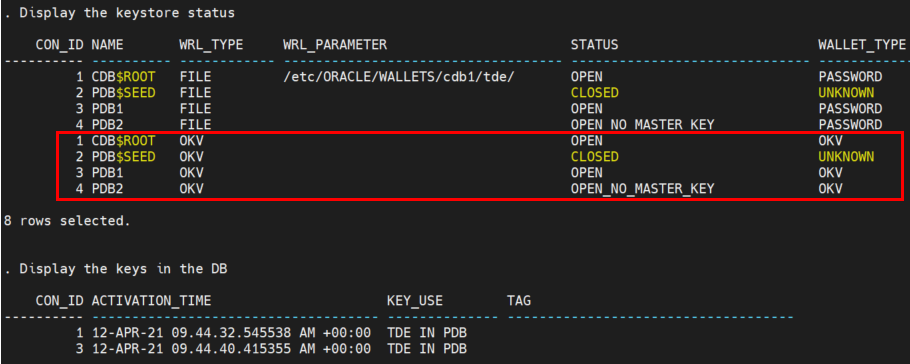 . Display the keystore status
CON_ID NAME WRL_TYPE WRL_PARAMETER STATUS WALLET_TYPE
---------- ---------- ---------- ----------------------------------- ------------------------------ -----------
1 CDB$ROOT FILE /etc/ORACLE/WALLETS/cdb1/tde/ OPEN PASSWORD
2 PDB$SEED FILE CLOSED UNKNOWN
3 PDB1 FILE OPEN PASSWORD
4 PDB2 FILE OPEN_NO_MASTER_KEY PASSWORD
1 CDB$ROOT OKV OPEN OKV
2 PDB$SEED OKV CLOSED UNKNOWN
3 PDB1 OKV OPEN OKV
4 PDB2 OKV OPEN_NO_MASTER_KEY OKV
8 rows selected.
. Display the keys in the DB
CON_ID ACTIVATION_TIME KEY_USE TAG
---------- ------------------------------------ -------------- ------------------------------------
1 12-APR-21 09.44.32.545538 AM +00:00 TDE IN PDB
3 12-APR-21 09.44.40.415355 AM +00:00 TDE IN PDB